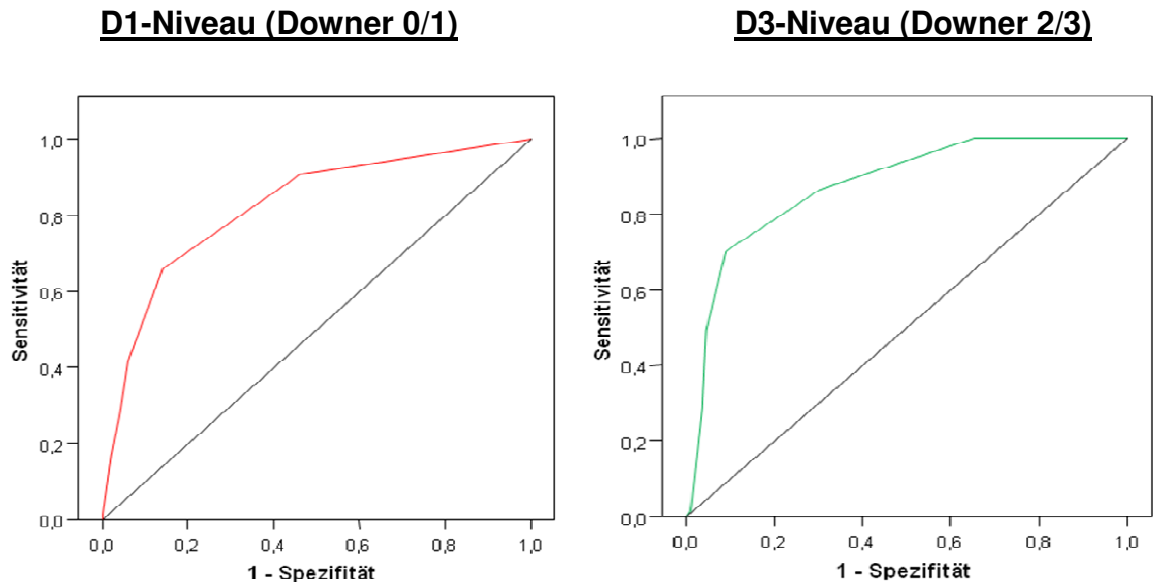 D1-Niveau (Downer 0/1)
D3-Niveau (Downer 2/3)
1,0
0,8
0,6
0,4
0,2
0,0
Sensitivität
0,0 0,2 0,4 0,6 0,8 1,0
1 - Spezifität
1,0
0,8
0,6
0,4
0,2
0,0
Sensitivität
0,0 0,2 0,4 0,6 0,8 1,0
1 - Spezifität